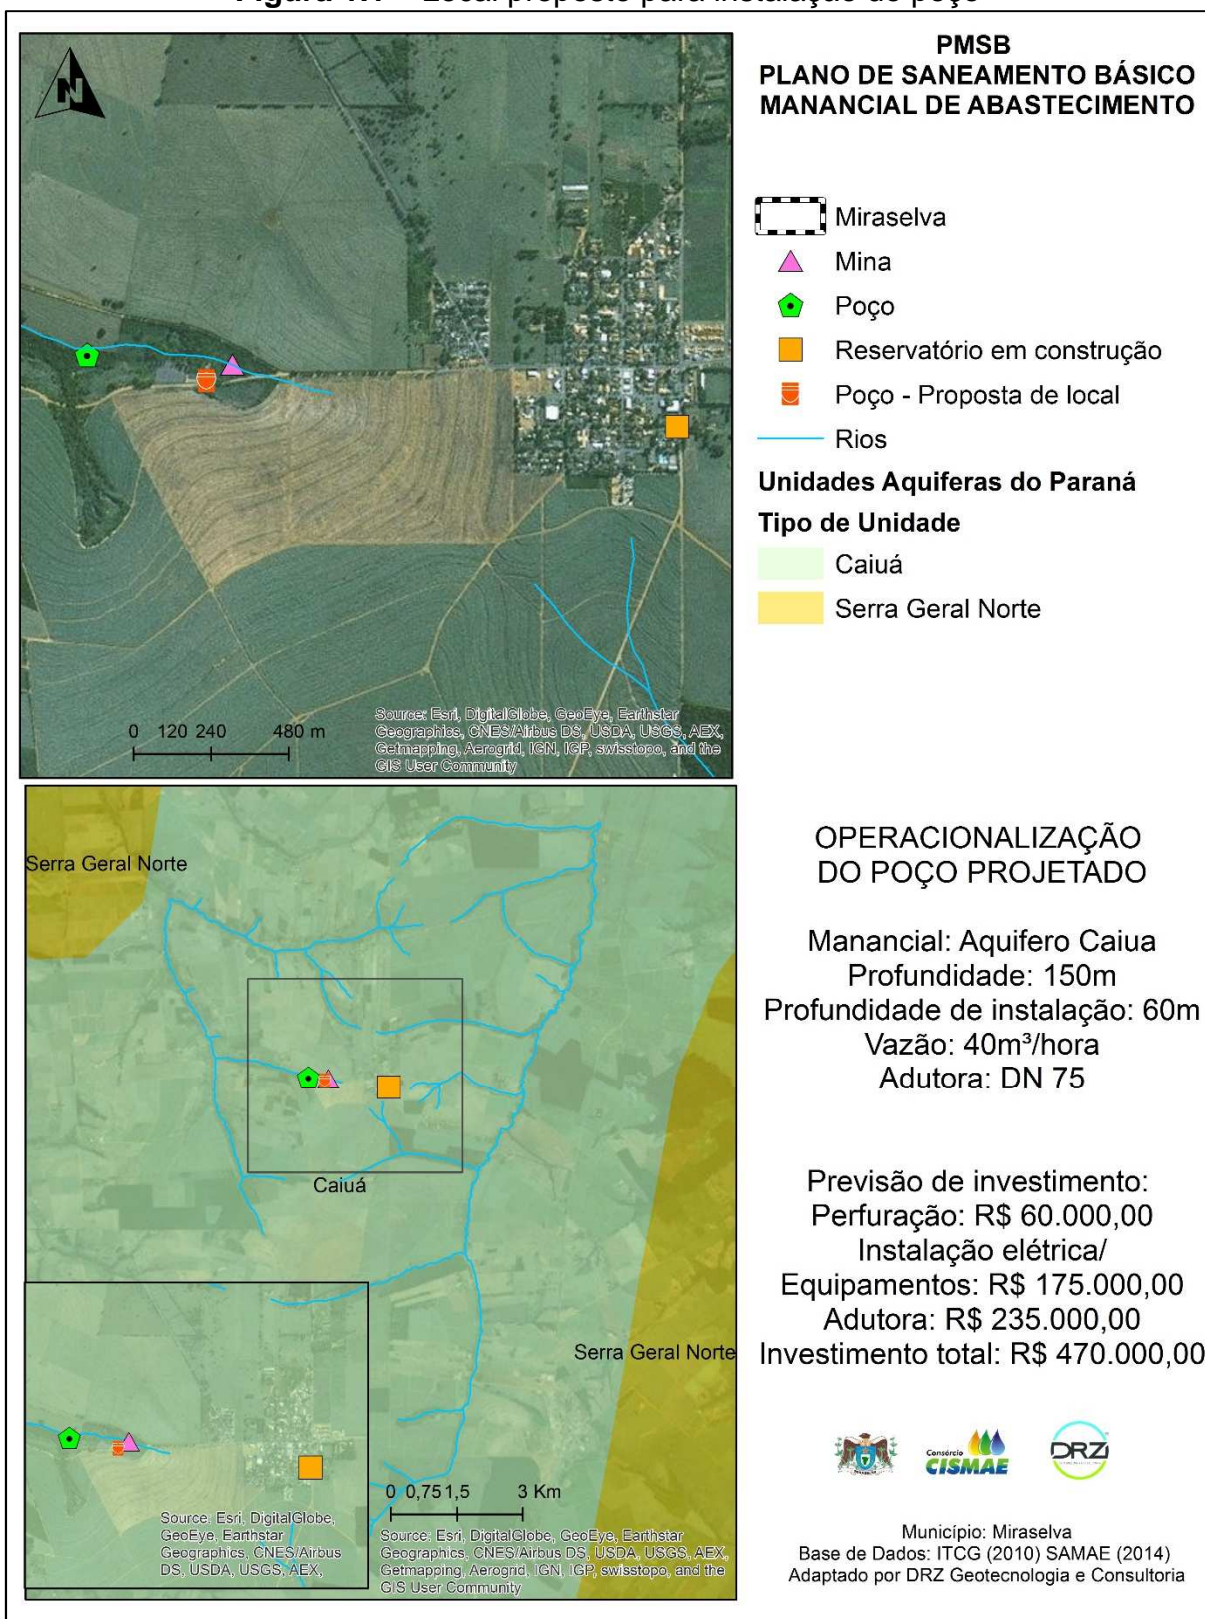 Local proposto para instalação do poço
N
0 120 240 480 m
Source: Esri, DigitalGlobe, GeoEye, Earthstar
Geographics, CNES/Airbus DS, USDA, USGS, AEX,
Getmapping, Aerogrid, IGN, IGP, swisstopo, and the
GIS User Community
PMSB
PLANO DE SANEAMENTO BÁSICO
MANANCIAL DE ABASTECIMENTO
Miraselva
Mina
Poço
Reservatório em construção
Poço - Proposta de local
Rios
Unidades Aquiferas do Paraná
Tipo de Unidade
Caiuá
Serra Geral Norte
Serra Geral Norte
Caiuá
Serra Geral Norte
Source: Esri, DigitalGlobe,
GeoEye, Earthstar
Geographics, CNES/Airbus
DS, USDA, USGS, AEX,
0 0,75 1,5 3 Km
Source: Esri, DigitalGlobe, GeoEye, Earthstar
Geographics, CNES/Airbus DS, USDA, USGS, AEX,
Getmapping, Aerogrid, IGN, IGP, swisstopo, and the
GIS User Community
OPERACIONALIZAÇÃO
DO POÇO PROJETADO
Manancial: Aquifero Caiua
Profundidade: 150m
Profundidade de instalação: 60m
Vazão: 40m³/hora
Adutora: DN 75
Previsão de investimento:
Perfuração: R$ 60.000,00
Instalação elétrica/
Equipamentos: R$ 175.000,00
Adutora: R$ 235.000,00
Investimento total: R$ 470.000,00
Consórcio
CISMAE
DRZ
Município: Miraselva
Base de Dados: ITCG (2010) SAMAE (2014)
Adaptado por DRZ Geotecnologia e Consultoria